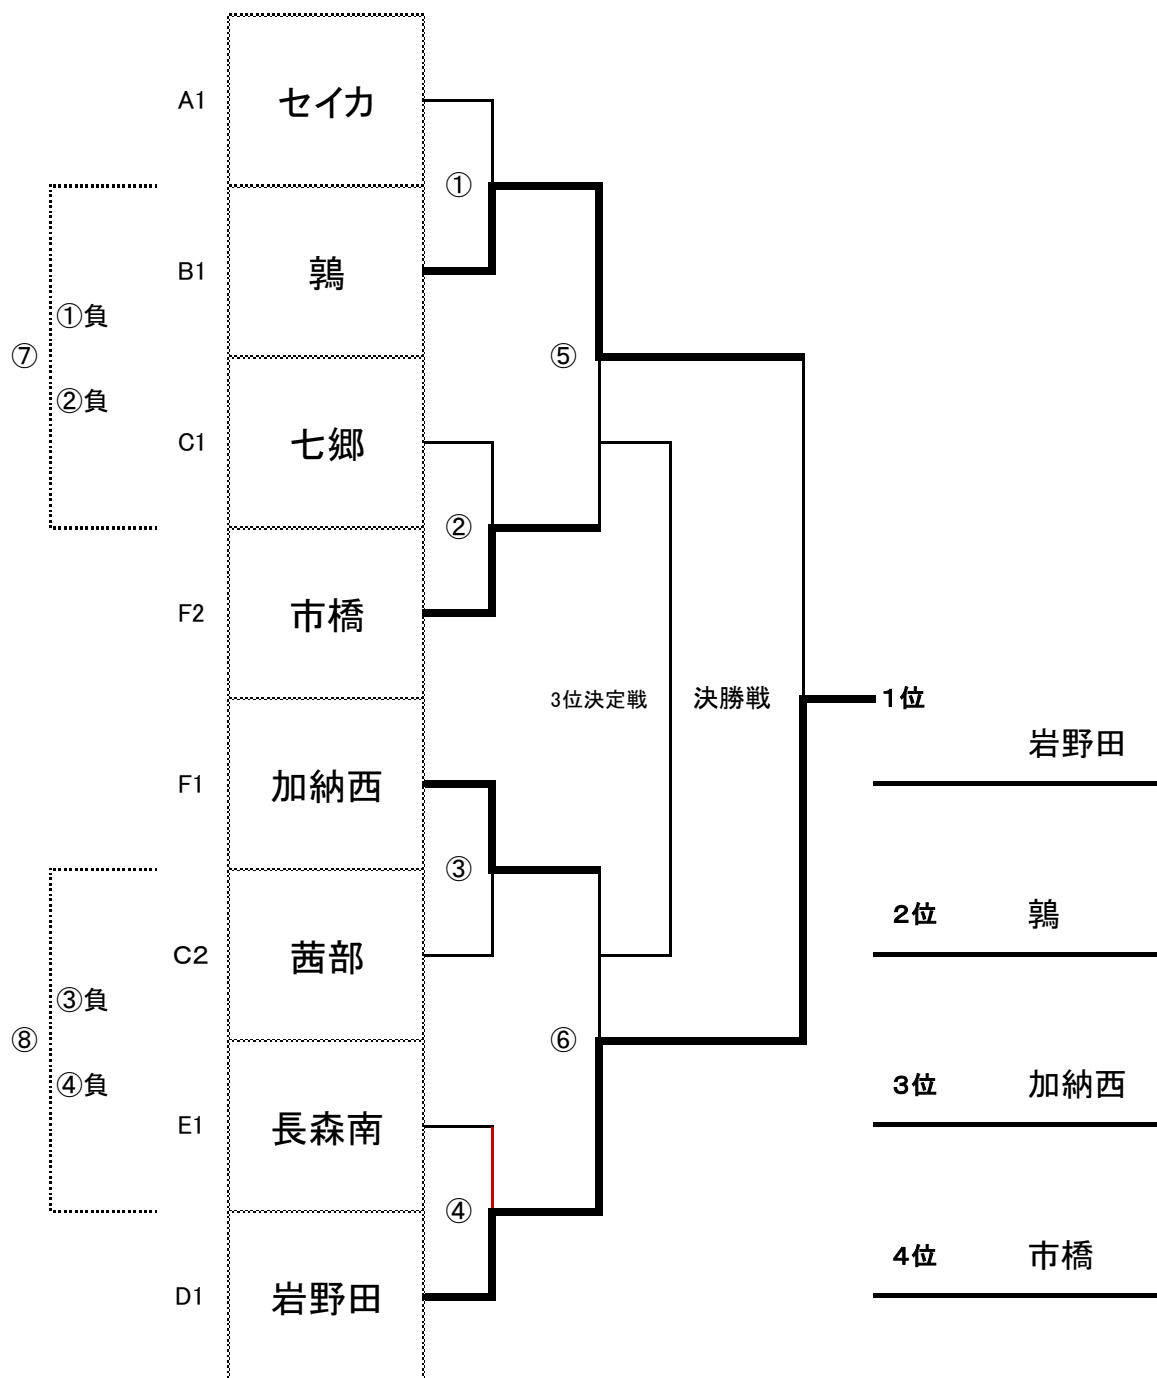 A1 セイカ
①
B1 鶉
①負
⑦ ⑤
②負
C1 七郷
②
F2 市橋
3位決定戦 決勝戦 1位
岩野田
F1 加納西
③
2位 鶉
C2 茜部
③負
⑧ ⑥
④負
3位 加納西
E1 長森南
④
4位 市橋
D1 岩野田